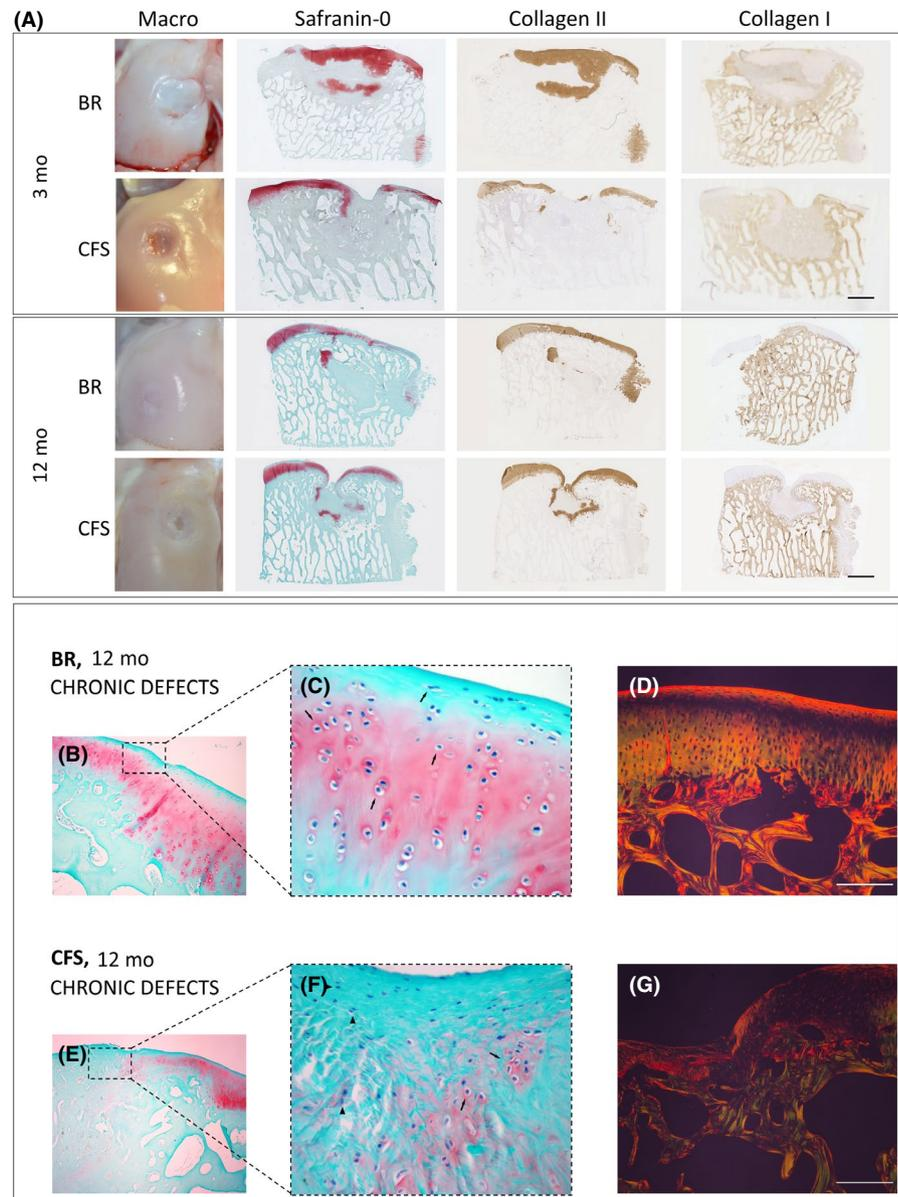 (A) Macro Safranin-0 Collagen II Collagen I
3 mo
BR
CFS
12 mo
BR
CFS
BR, 12 mo
CHRONIC DEFECTS
(B)
(C)
(D)
CFS, 12 mo
CHRONIC DEFECTS
(E)
(F)
(G)